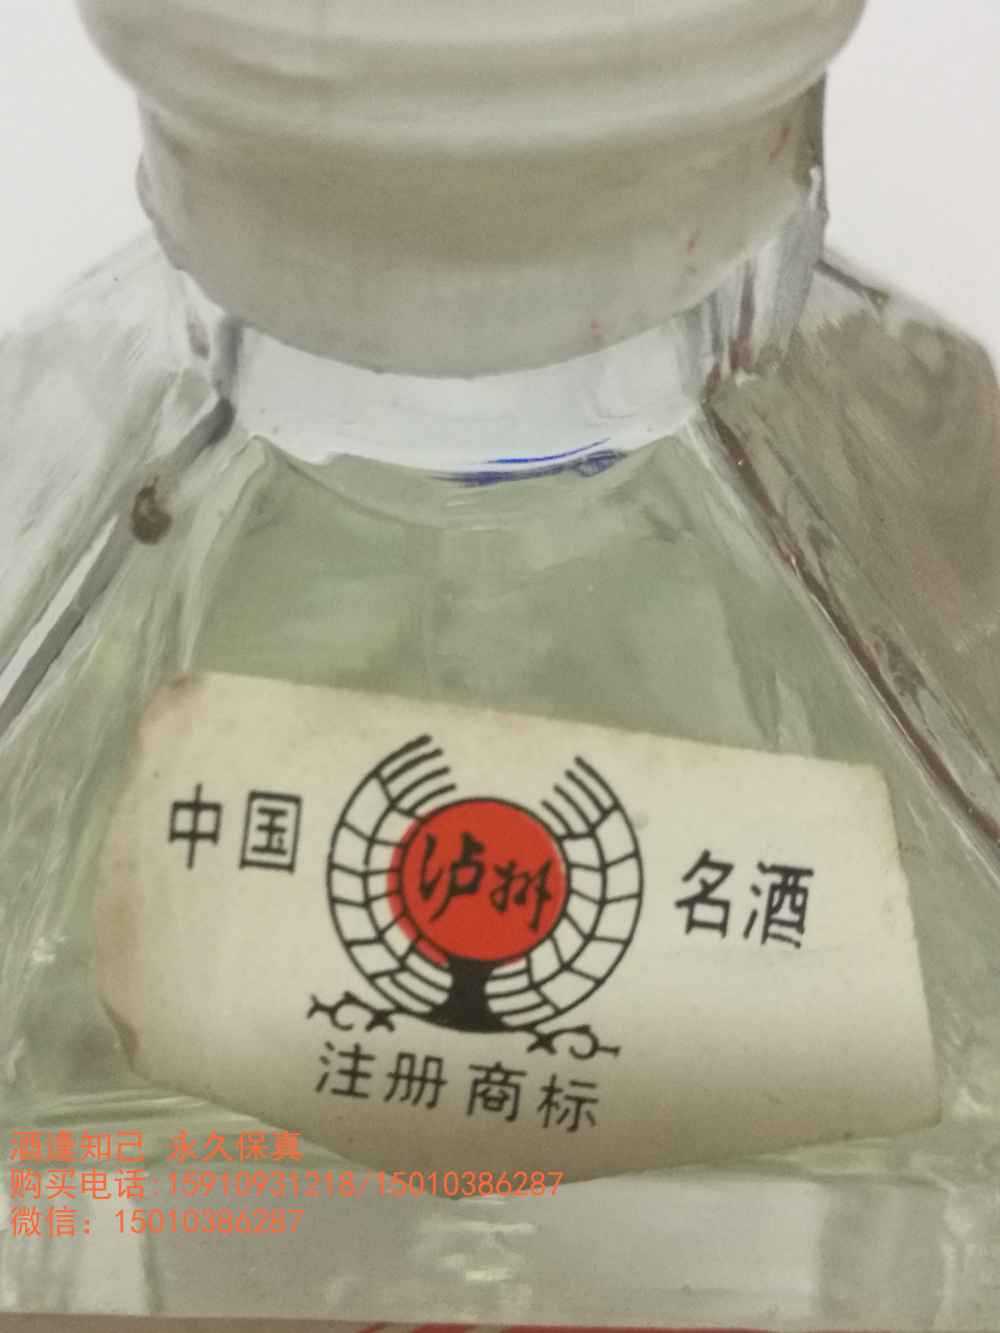 中国
泸州
名酒
注册商标
酒逢知己 永久保真
购买电话:15910931218/15010386287
微信：15010386287